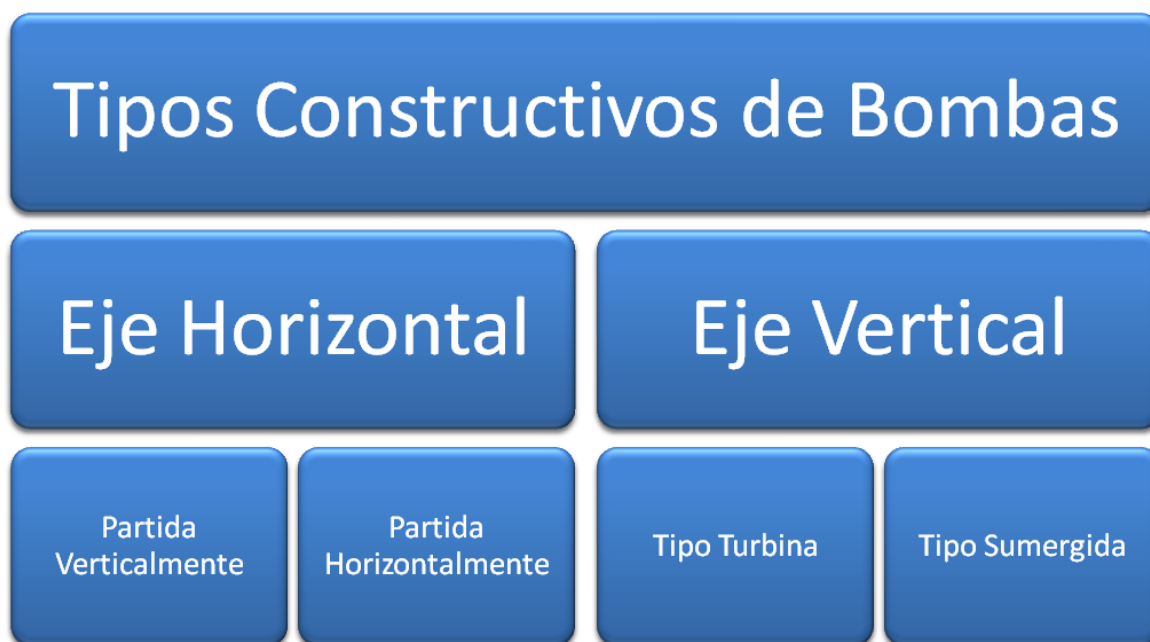 Tipos Constructivos de Bombas
Eje Horizontal
Eje Vertical
Partida
Verticalmente
Partida
Horizontalmente
Tipo Turbina
Tipo Sumergida